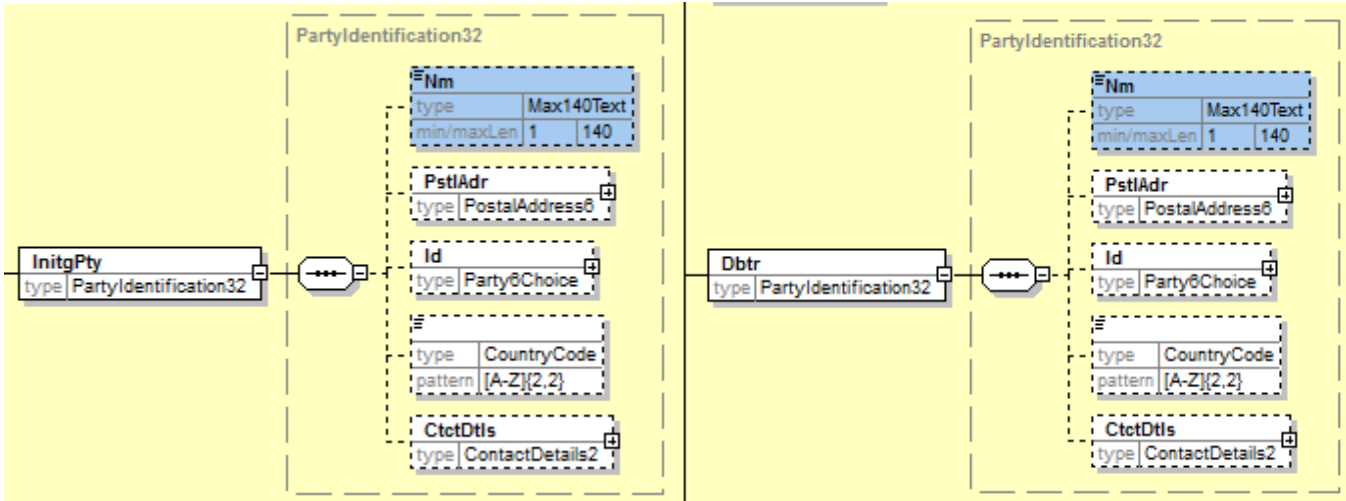 PartyIdentification32
Nm
type Max140Text
min/maxLen 1 140
PstlAdr
type PostalAddress6
InitgPty
type PartyIdentification32
Id
type Party6Choice
type CountryCode
pattern [A-Z]{2,2}
CtctDtls
type ContactDetails2
PartyIdentification32
Nm
type Max140Text
min/maxLen 1 140
PstlAdr
type PostalAddress6
Dbtr
type PartyIdentification32
Id
type Party6Choice
type CountryCode
pattern [A-Z]{2,2}
CtctDtls
type ContactDetails2